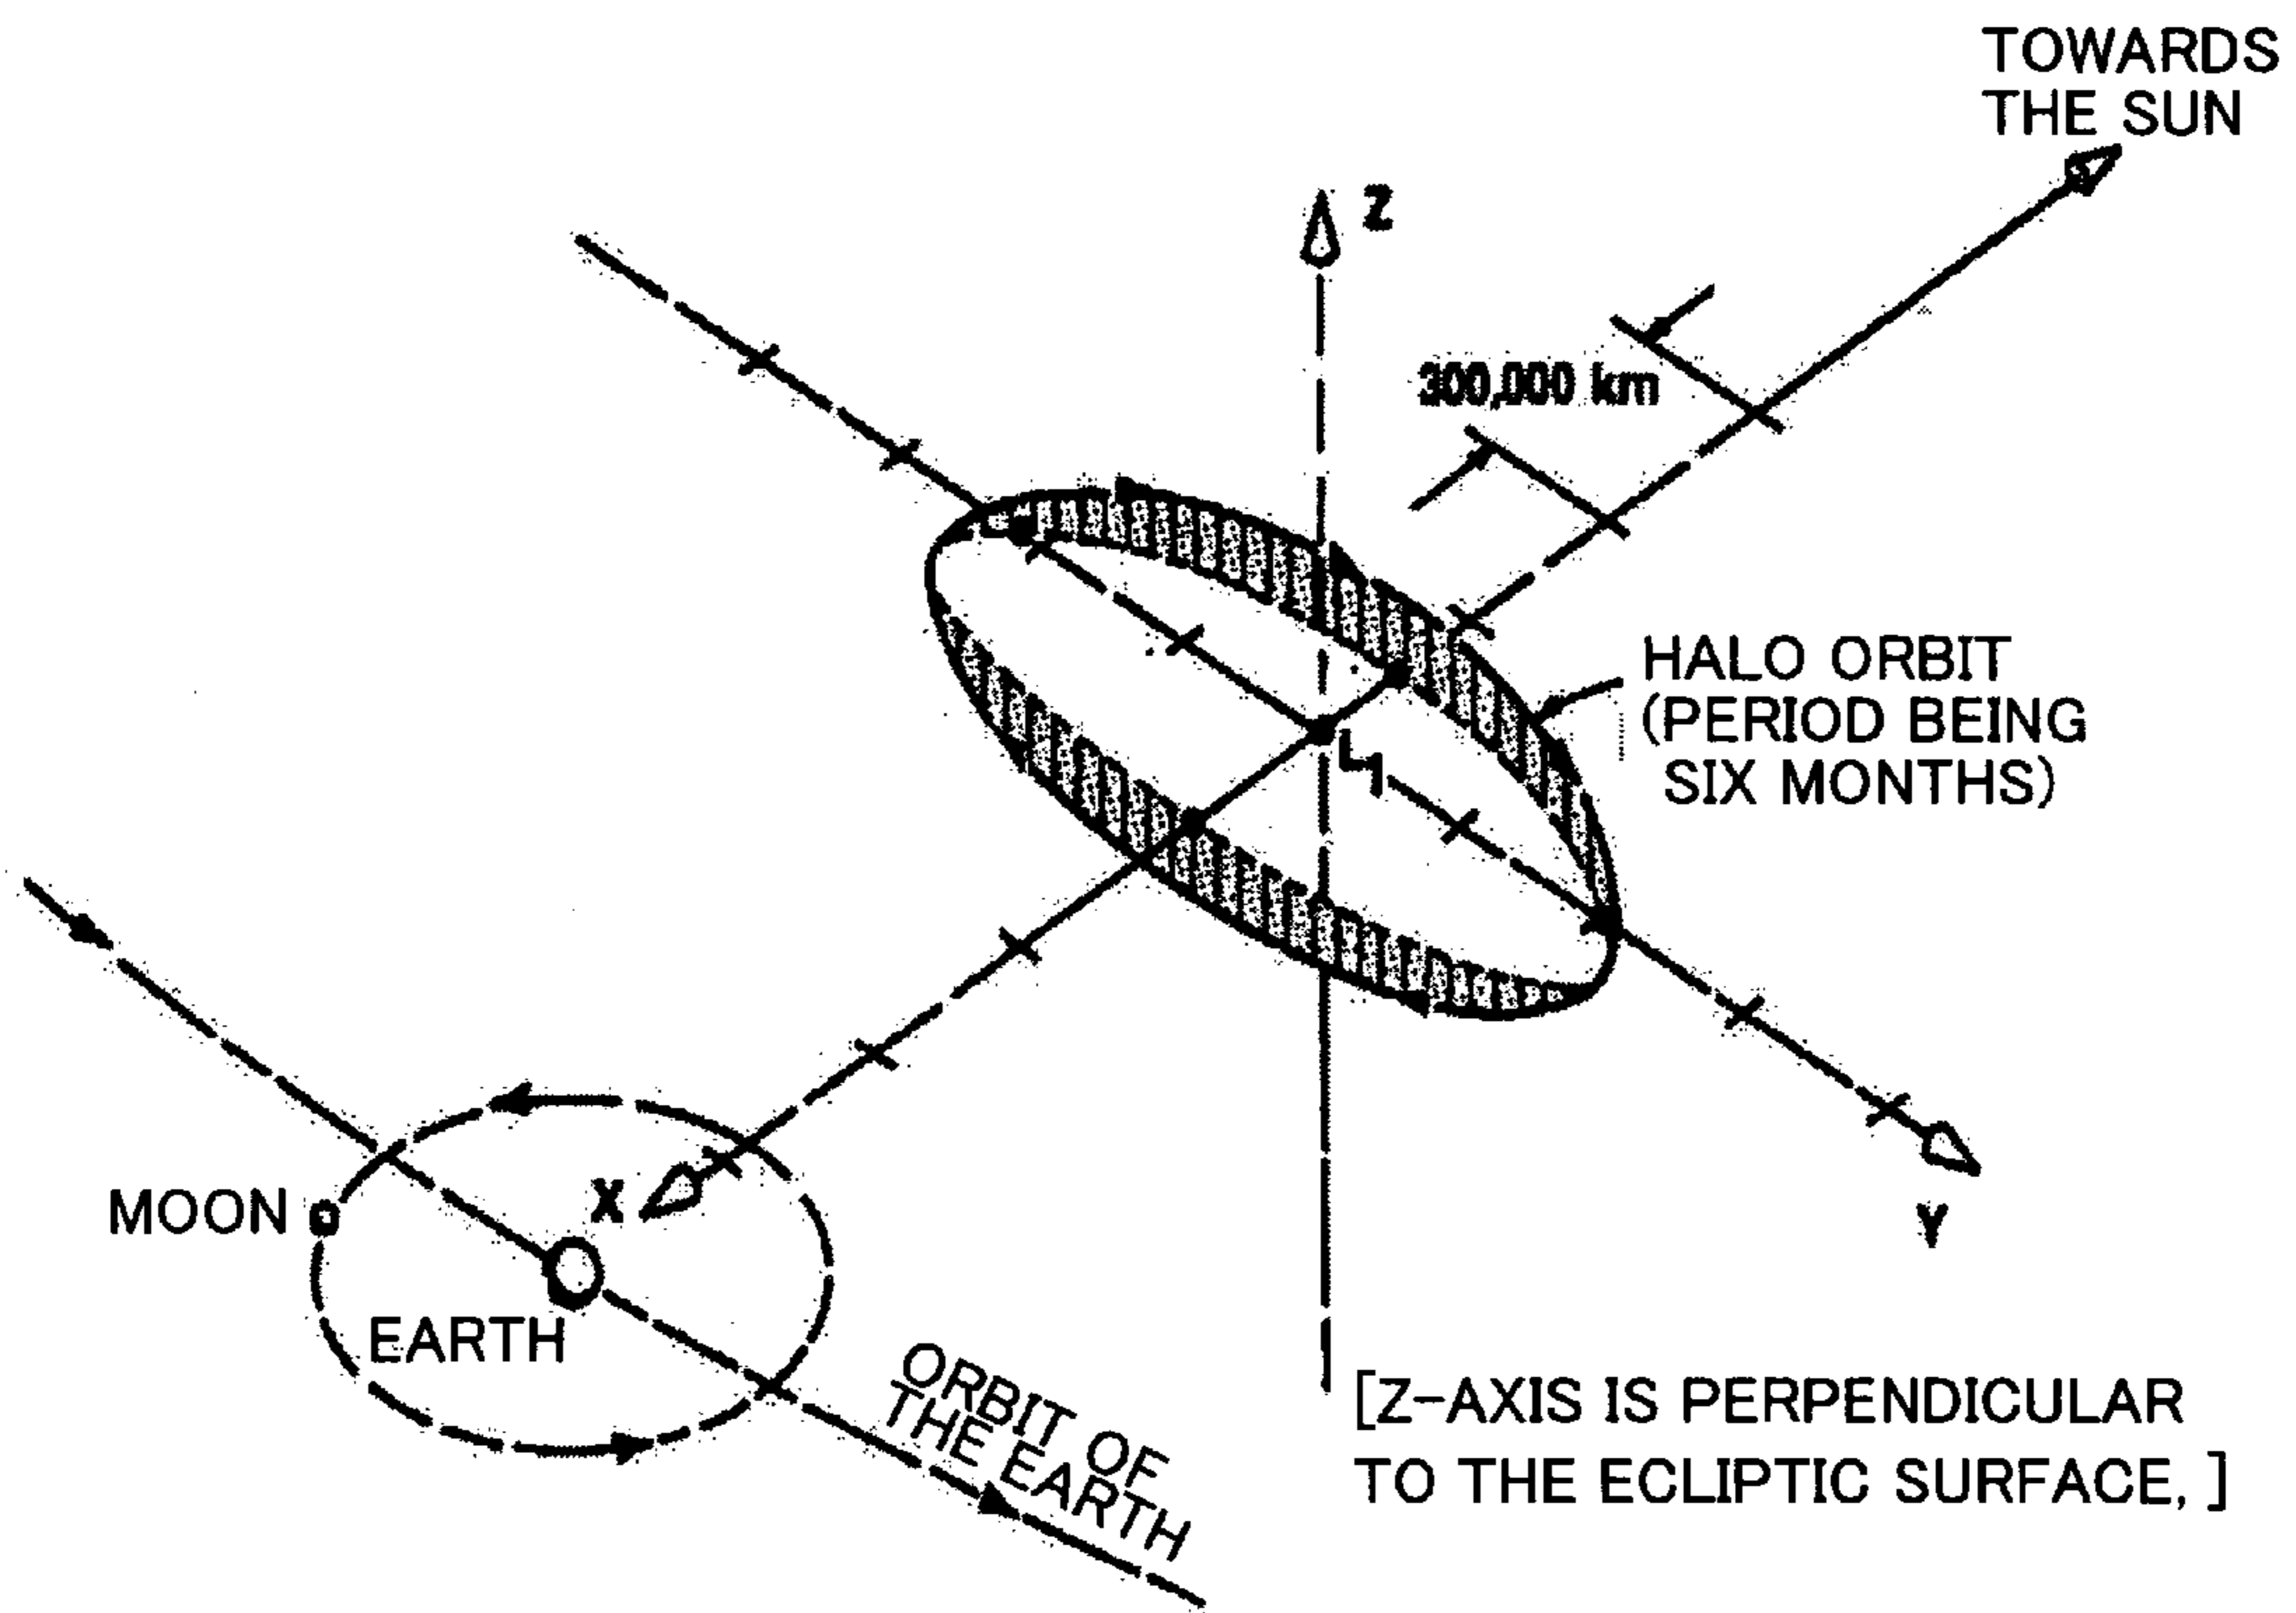 TOWARDS
THE SUN
Z
300,000 km
HALO ORBIT
(PERIOD BEING
SIX MONTHS)
L1
X
Y
MOON
EARTH
ORBIT OF
THE EARTH
[Z-AXIS IS PERPENDICULAR
TO THE ECLIPTIC SURFACE, ]